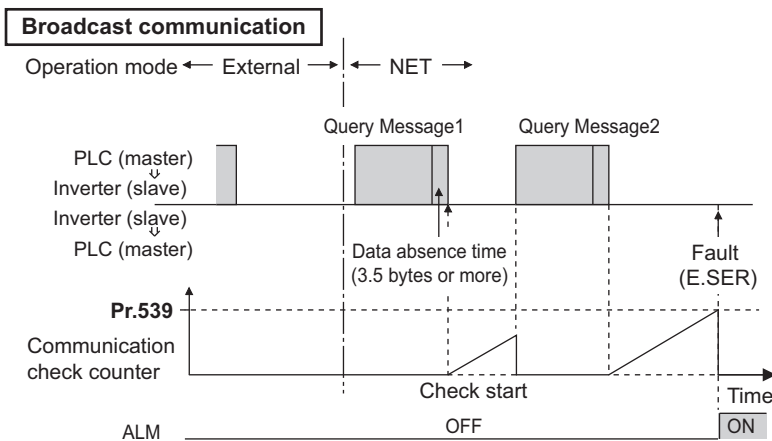 Broadcast communication
Operation mode External NET
Query Message1 Query Message2
PLC (master)
Inverter (slave)
Inverter (slave)
PLC (master)
Data absence time
(3.5 bytes or more)
Fault
(E.SER)
Pr.539
Communication
check counter
Check start
Time
ALM OFF ON